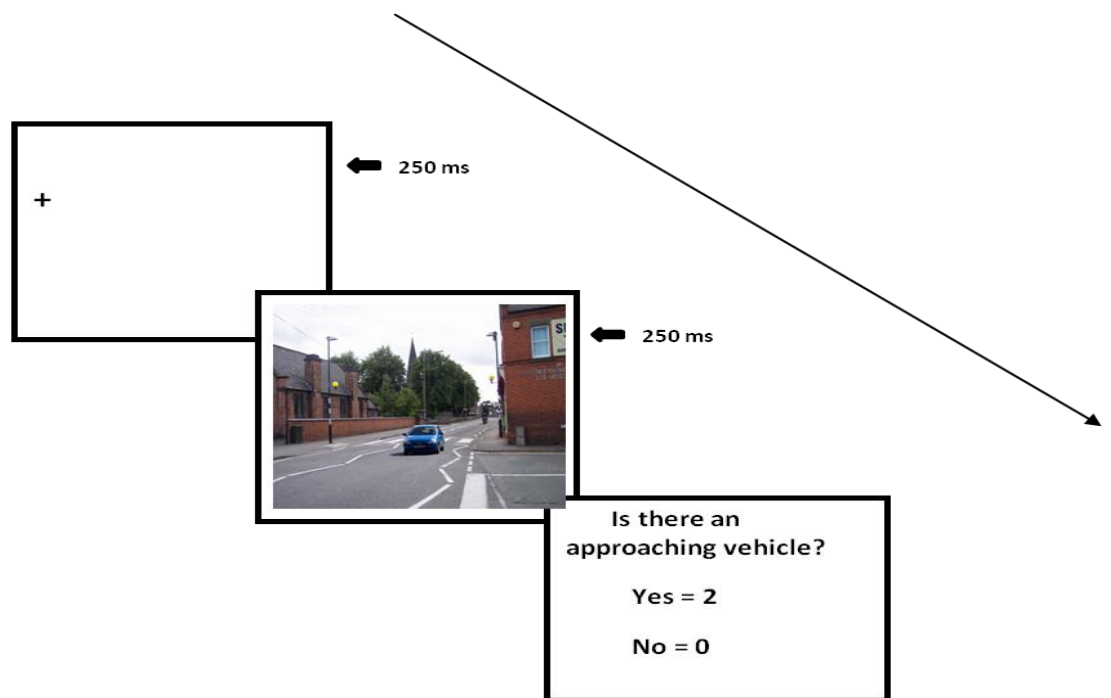 250 ms
+
250 ms
Is there an
approaching vehicle?
Yes = 2
No = 0